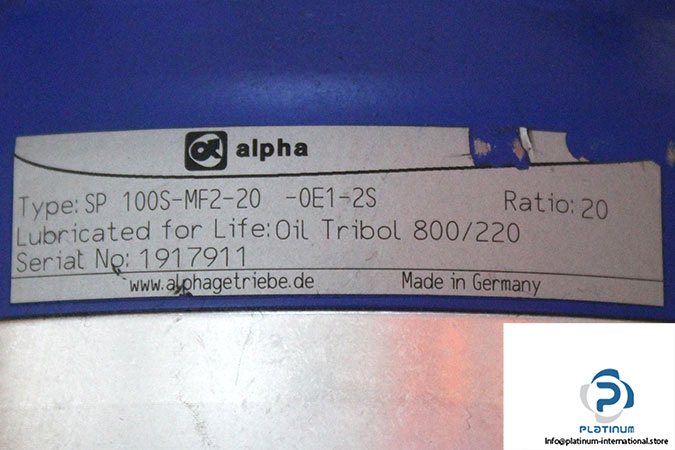 alpha
Type: SP 100S-MF2-20 -0E1-2S Ratio: 20
Lubricated for Life: Oil Tribol 800/220
Serial No: 1917911
www.alphagetriebe.de Made in Germany
PLATINUM
Info@platinum-international.store